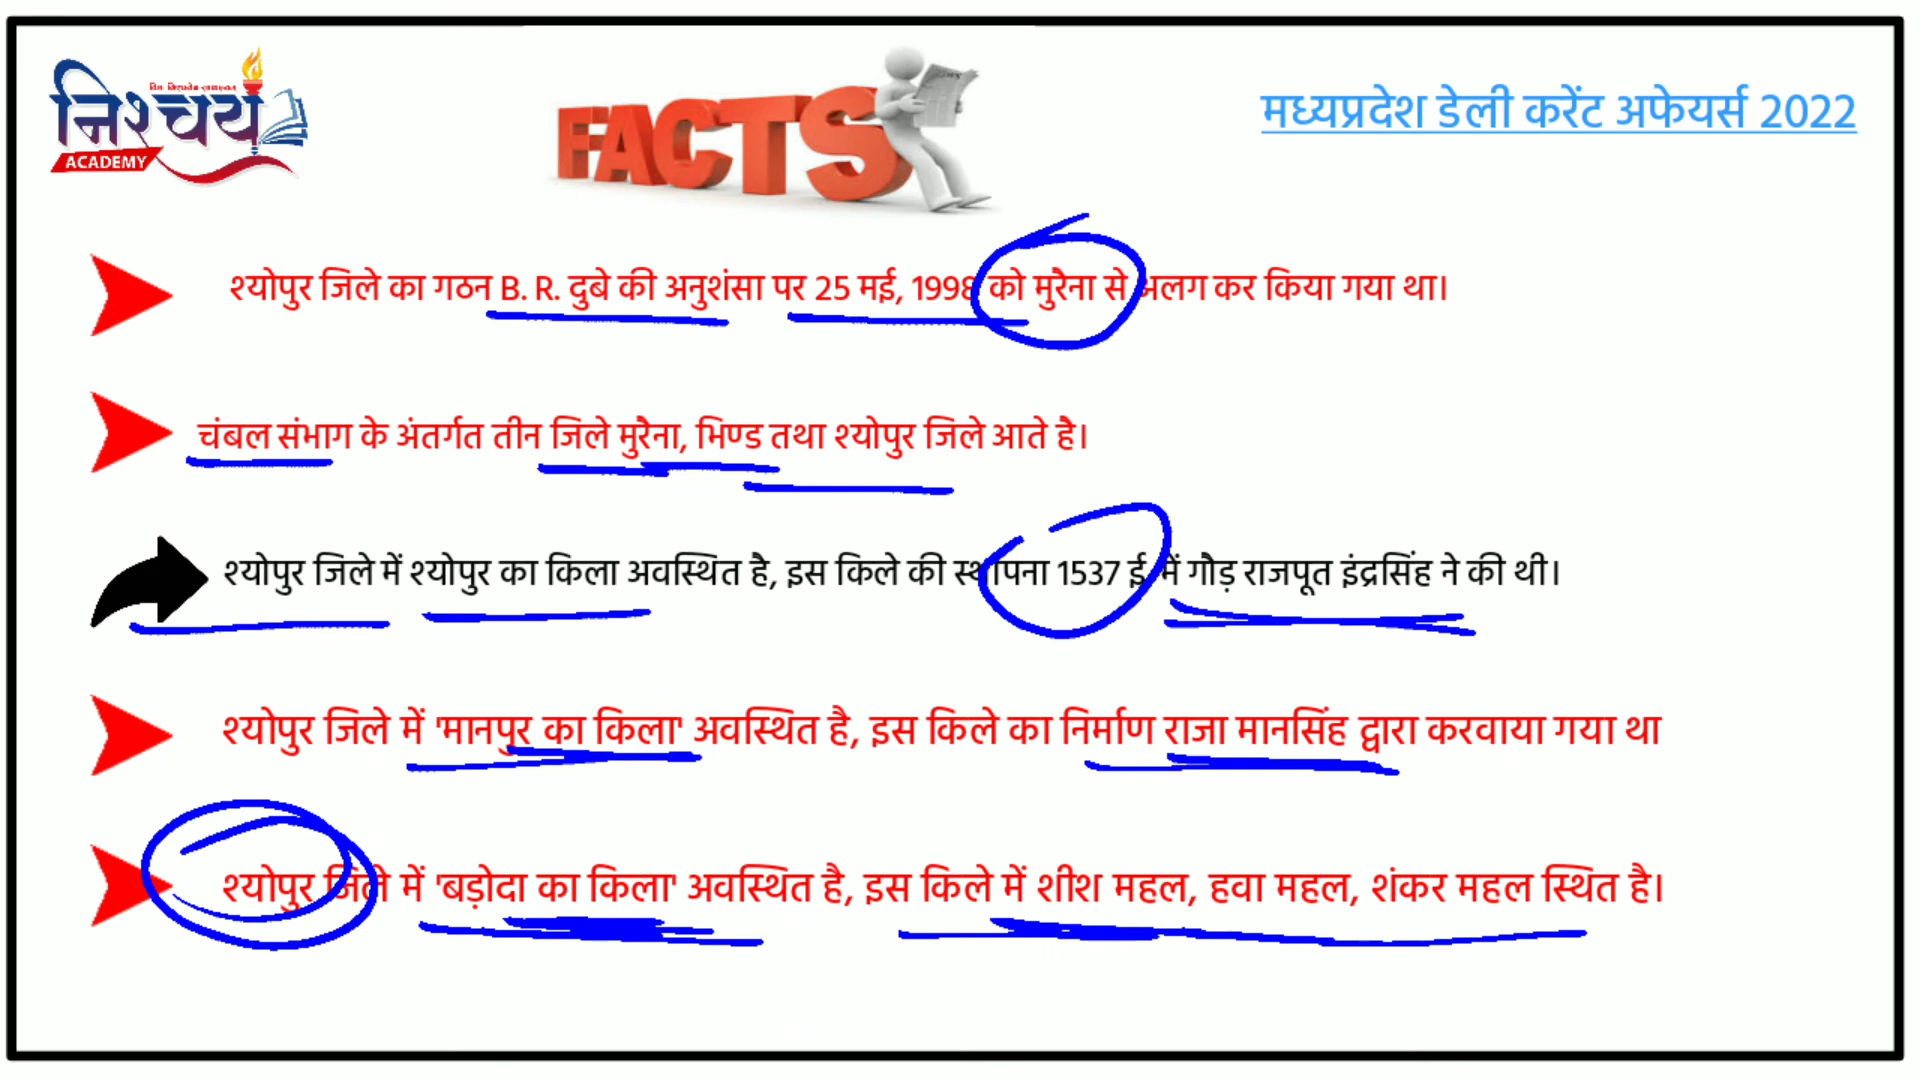 निश्चय
ACADEMY
FACTS
मध्यप्रदेश डेली करेंट अफेयर्स 2022
श्योपुर जिले का गठन B. R. दुबे की अनुशंसा पर 25 मई, 1998 को मुरैना से अलग कर किया गया था।
चंबल संभाग के अंतर्गत तीन जिले मुरैना, भिण्ड तथा श्योपुर जिले आते है।
श्योपुर जिले में श्योपुर का किला अवस्थित है, इस किले की स्थापना 1537 ई. में गौड़ राजपूत इंद्रसिंह ने की थी।
श्योपुर जिले में 'मानपुर का किला' अवस्थित है, इस किले का निर्माण राजा मानसिंह द्वारा करवाया गया था
श्योपुर जिले में 'बड़ोदा का किला' अवस्थित है, इस किले में शीश महल, हवा महल, शंकर महल स्थित है।